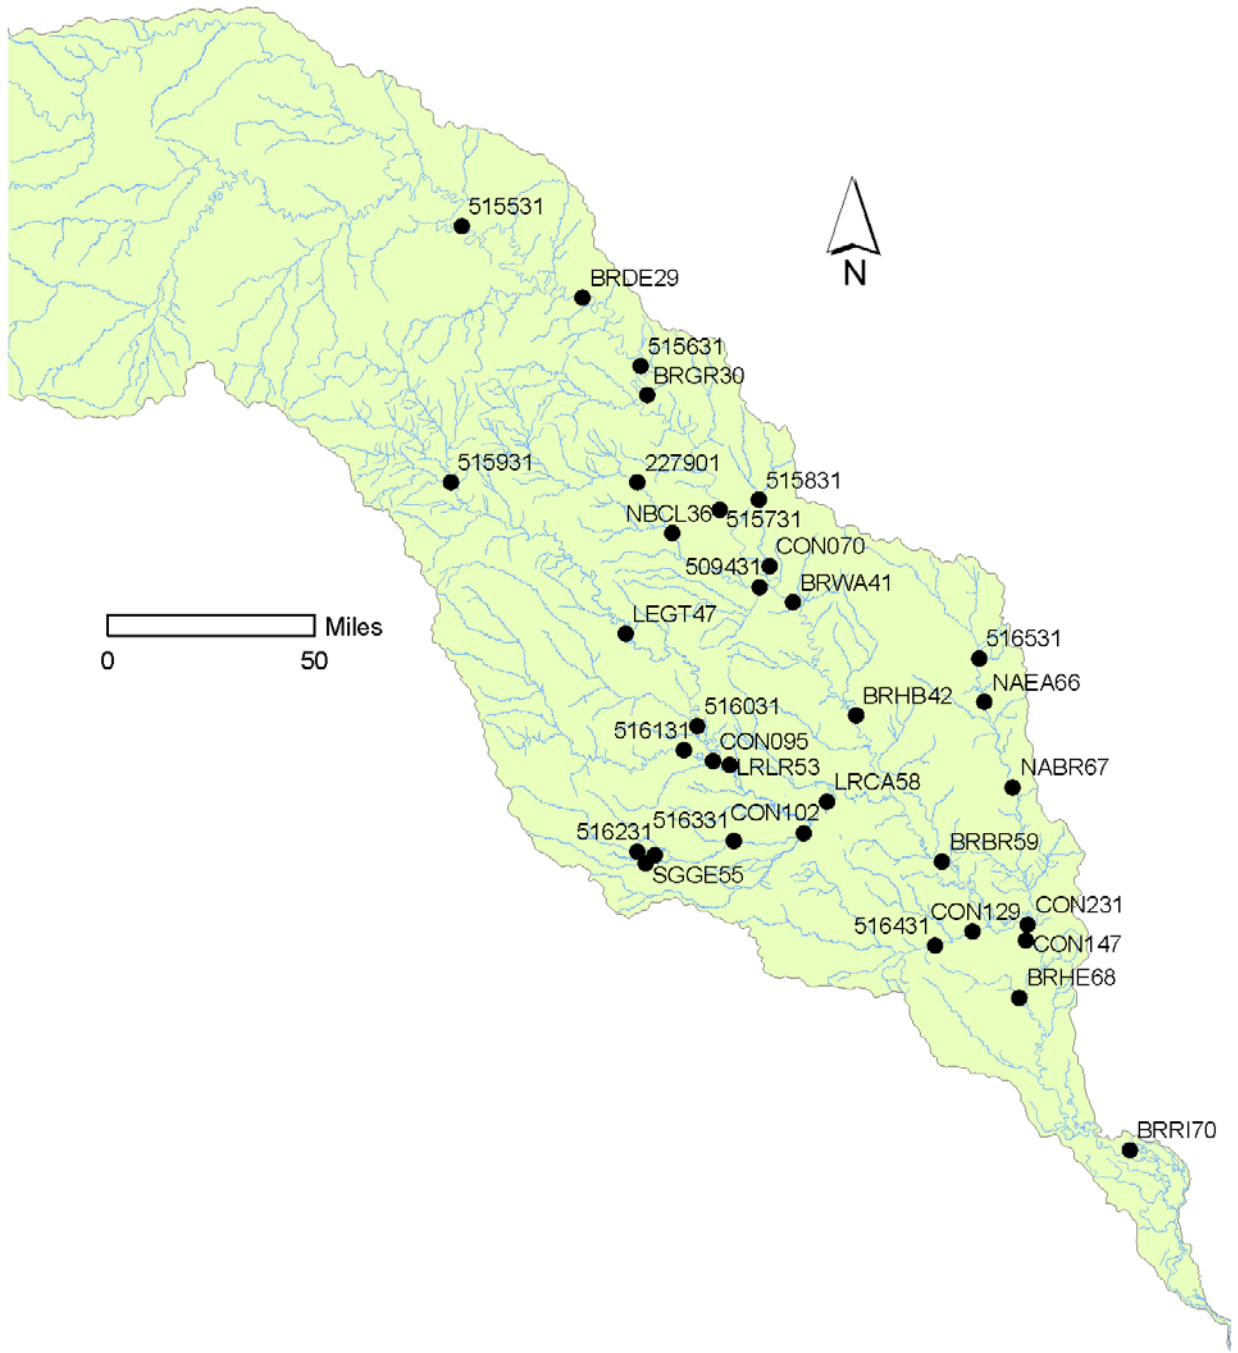 515531
BRDE29
N
515631
BRGR30
515931
227901
515831
NBCL36
515731
CON070
509431
BRWA41
LEGT47
Miles
0
50
516531
NAEA66
516031
BRHB42
516131
CON095
LRLR53
NABR67
LRCA58
CON102
516331
516231
BRBR59
SGGE55
CON231
CON129
516431
CON147
BRHE68
BRRI70